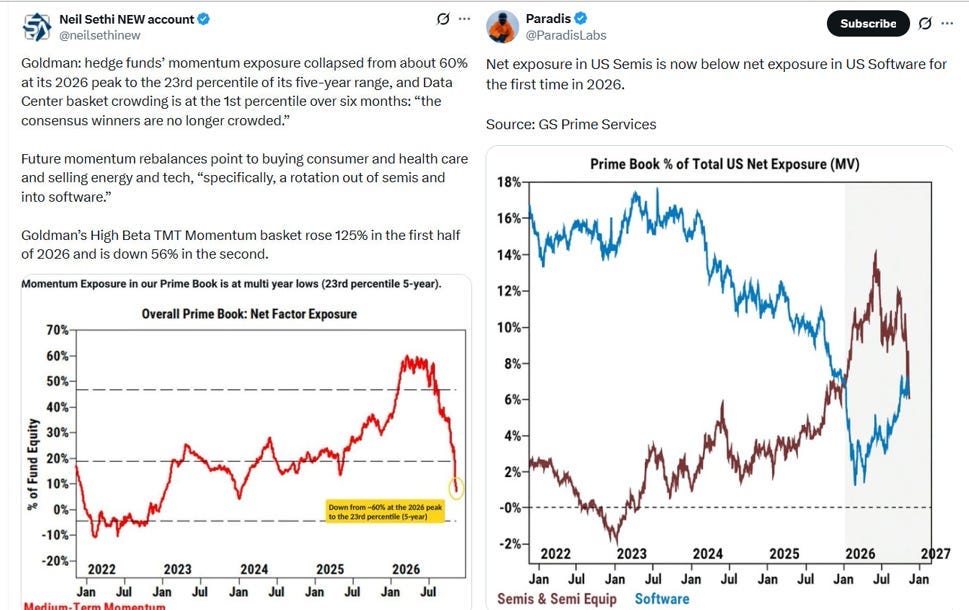 Neil Sethi NEW account
@neilsethinew
Goldman: hedge funds’ momentum exposure collapsed from about 60%
at its 2026 peak to the 23rd percentile of its five-year range, and Data
Center basket crowding is at the 1st percentile over six months: “the
consensus winners are no longer crowded.”
Future momentum rebalances point to buying consumer and health care
and selling energy and tech, “specifically, a rotation out of semis and
into software.”
Goldman’s High Beta TMT Momentum basket rose 125% in the first half
of 2026 and is down 56% in the second.
Momentum Exposure in our Prime Book is at multi year lows (23rd percentile 5-year).
Overall Prime Book: Net Factor Exposure
% of Fund Equity
70%
60%
50%
40%
30%
20%
10%
0%
-10%
-20%
Down from ~60% at the 2026 peak
to the 23rd percentile (5-year)
2022 2023 2024 2025 2026
Jan Jul Jan Jul Jan Jul Jan Jul Jan Jul
Medium-Term Momentum
Paradis
@ParadisLabs
Subscribe
Net exposure in US Semis is now below net exposure in US Software for
the first time in 2026.
Source: GS Prime Services
Prime Book % of Total US Net Exposure (MV)
18%
16%
14%
12%
10%
8%
6%
4%
2%
-0%
-2%
2022 2023 2024 2025 2026 2027
Jan Jul Jan Jul Jan Jul Jan Jul Jan Jul Jan
Semis & Semi Equip Software